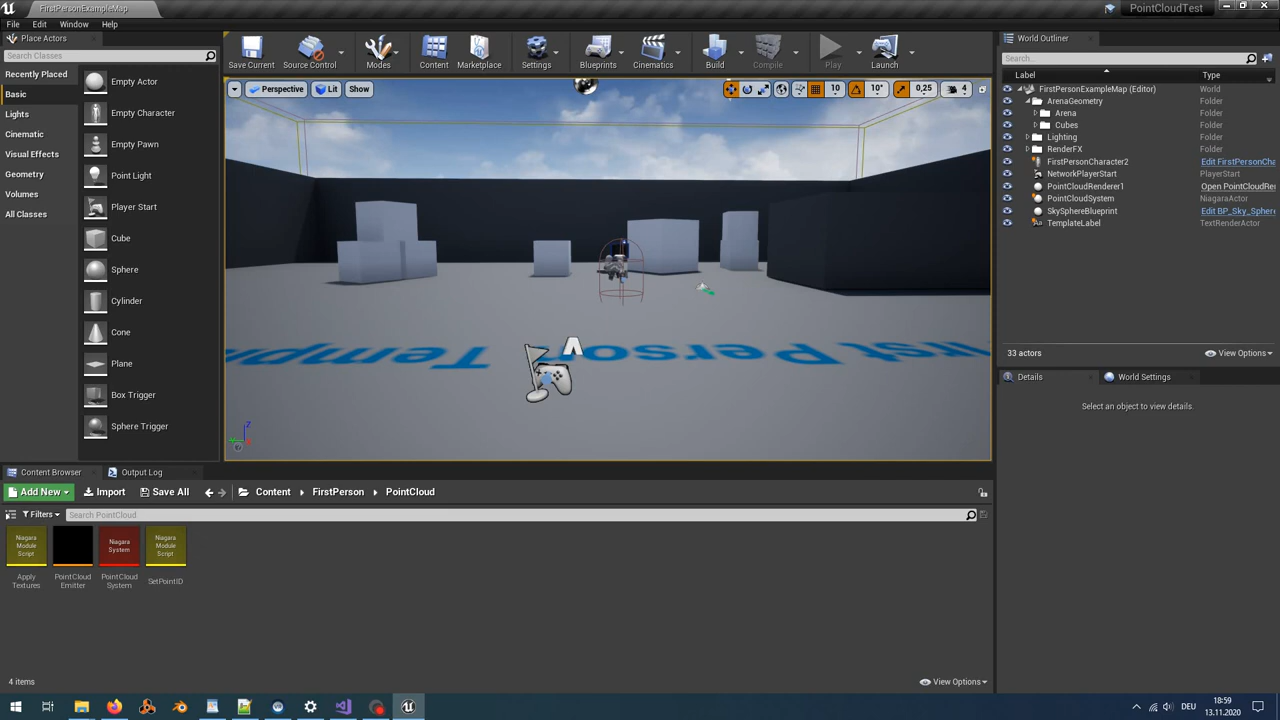 FirstPersonExampleMap
PointCloudTest
File Edit Window Help
Place Actors
Search Classes
Recently Placed
Basic
Lights
Cinematic
Visual Effects
Geometry
Volumes
All Classes
Empty Actor
Empty Character
Empty Pawn
Point Light
Player Start
Cube
Sphere
Cylinder
Cone
Plane
Box Trigger
Sphere Trigger
Save Current Source Control Modes Content Marketplace Settings Blueprints Cinematics Build Compile Play Launch
Perspective Lit Show
10 10° 0,25 4
First Person Temp
Z
World Outliner
Search...
Label Type
FirstPersonExampleMap (Editor) World
ArenaGeometry Folder
Arena Folder
Cubes Folder
Lighting Folder
RenderFX Folder
FirstPersonCharacter2 Edit FirstPersonCha
NetworkPlayerStart PlayerStart
PointCloudRenderer1 Open PointCloudRen
PointCloudSystem NiagaraActor
SkySphereBlueprint Edit BP_Sky_Sphere
TemplateLabel TextRenderActor
33 actors View Options
Details World Settings
Select an object to view details.
Content Browser Output Log
Add New Import Save All Content FirstPerson PointCloud
Filters Search PointCloud
Niagara Module Script
Apply Textures
PointCloud Emitter
Niagara System
PointCloud System
Niagara Module Script
SetPointID
4 items View Options
DEU
18:59
13.11.2020